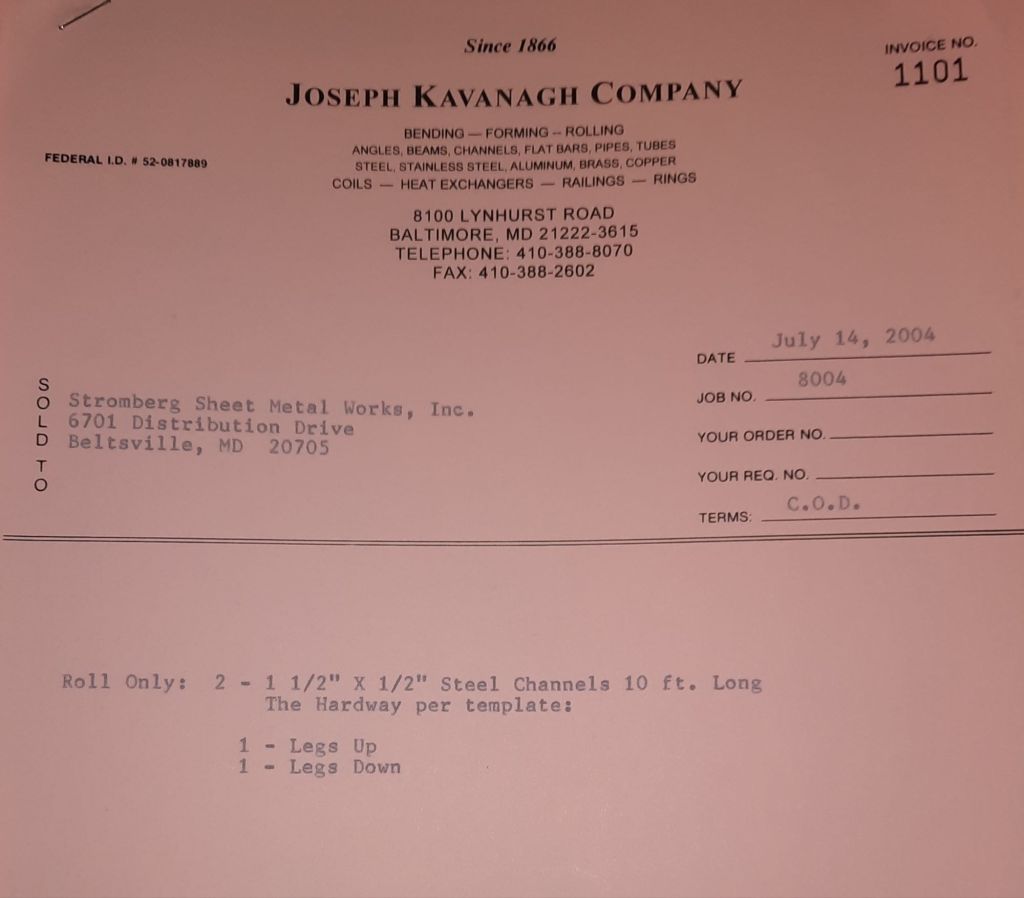 Since 1866
INVOICE NO.
1101
JOSEPH KAVANAGH COMPANY
BENDING — FORMING — ROLLING
ANGLES, BEAMS, CHANNELS, FLAT BARS, PIPES, TUBES
STEEL, STAINLESS STEEL, ALUMINUM, BRASS, COPPER
COILS — HEAT EXCHANGERS — RAILINGS — RINGS
FEDERAL I.D. # 52-0817889
8100 LYNHURST ROAD
BALTIMORE, MD 21222-3615
TELEPHONE: 410-388-8070
FAX: 410-388-2602
DATE July 14, 2004
JOB NO. 8004
YOUR ORDER NO.
YOUR REQ. NO.
TERMS: C.O.D.
SOLD TO
Stromberg Sheet Metal Works, Inc.
6701 Distribution Drive
Beltsville, MD 20705
Roll Only: 2 - 1 1/2" X 1/2" Steel Channels 10 ft. Long
The Hardway per template:
1 - Legs Up
1 - Legs Down